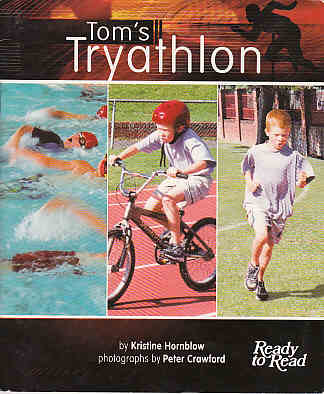 Tom's
Tryathlon
by Kristine Hornblow
photographs by Peter Crawford
Ready
to Read